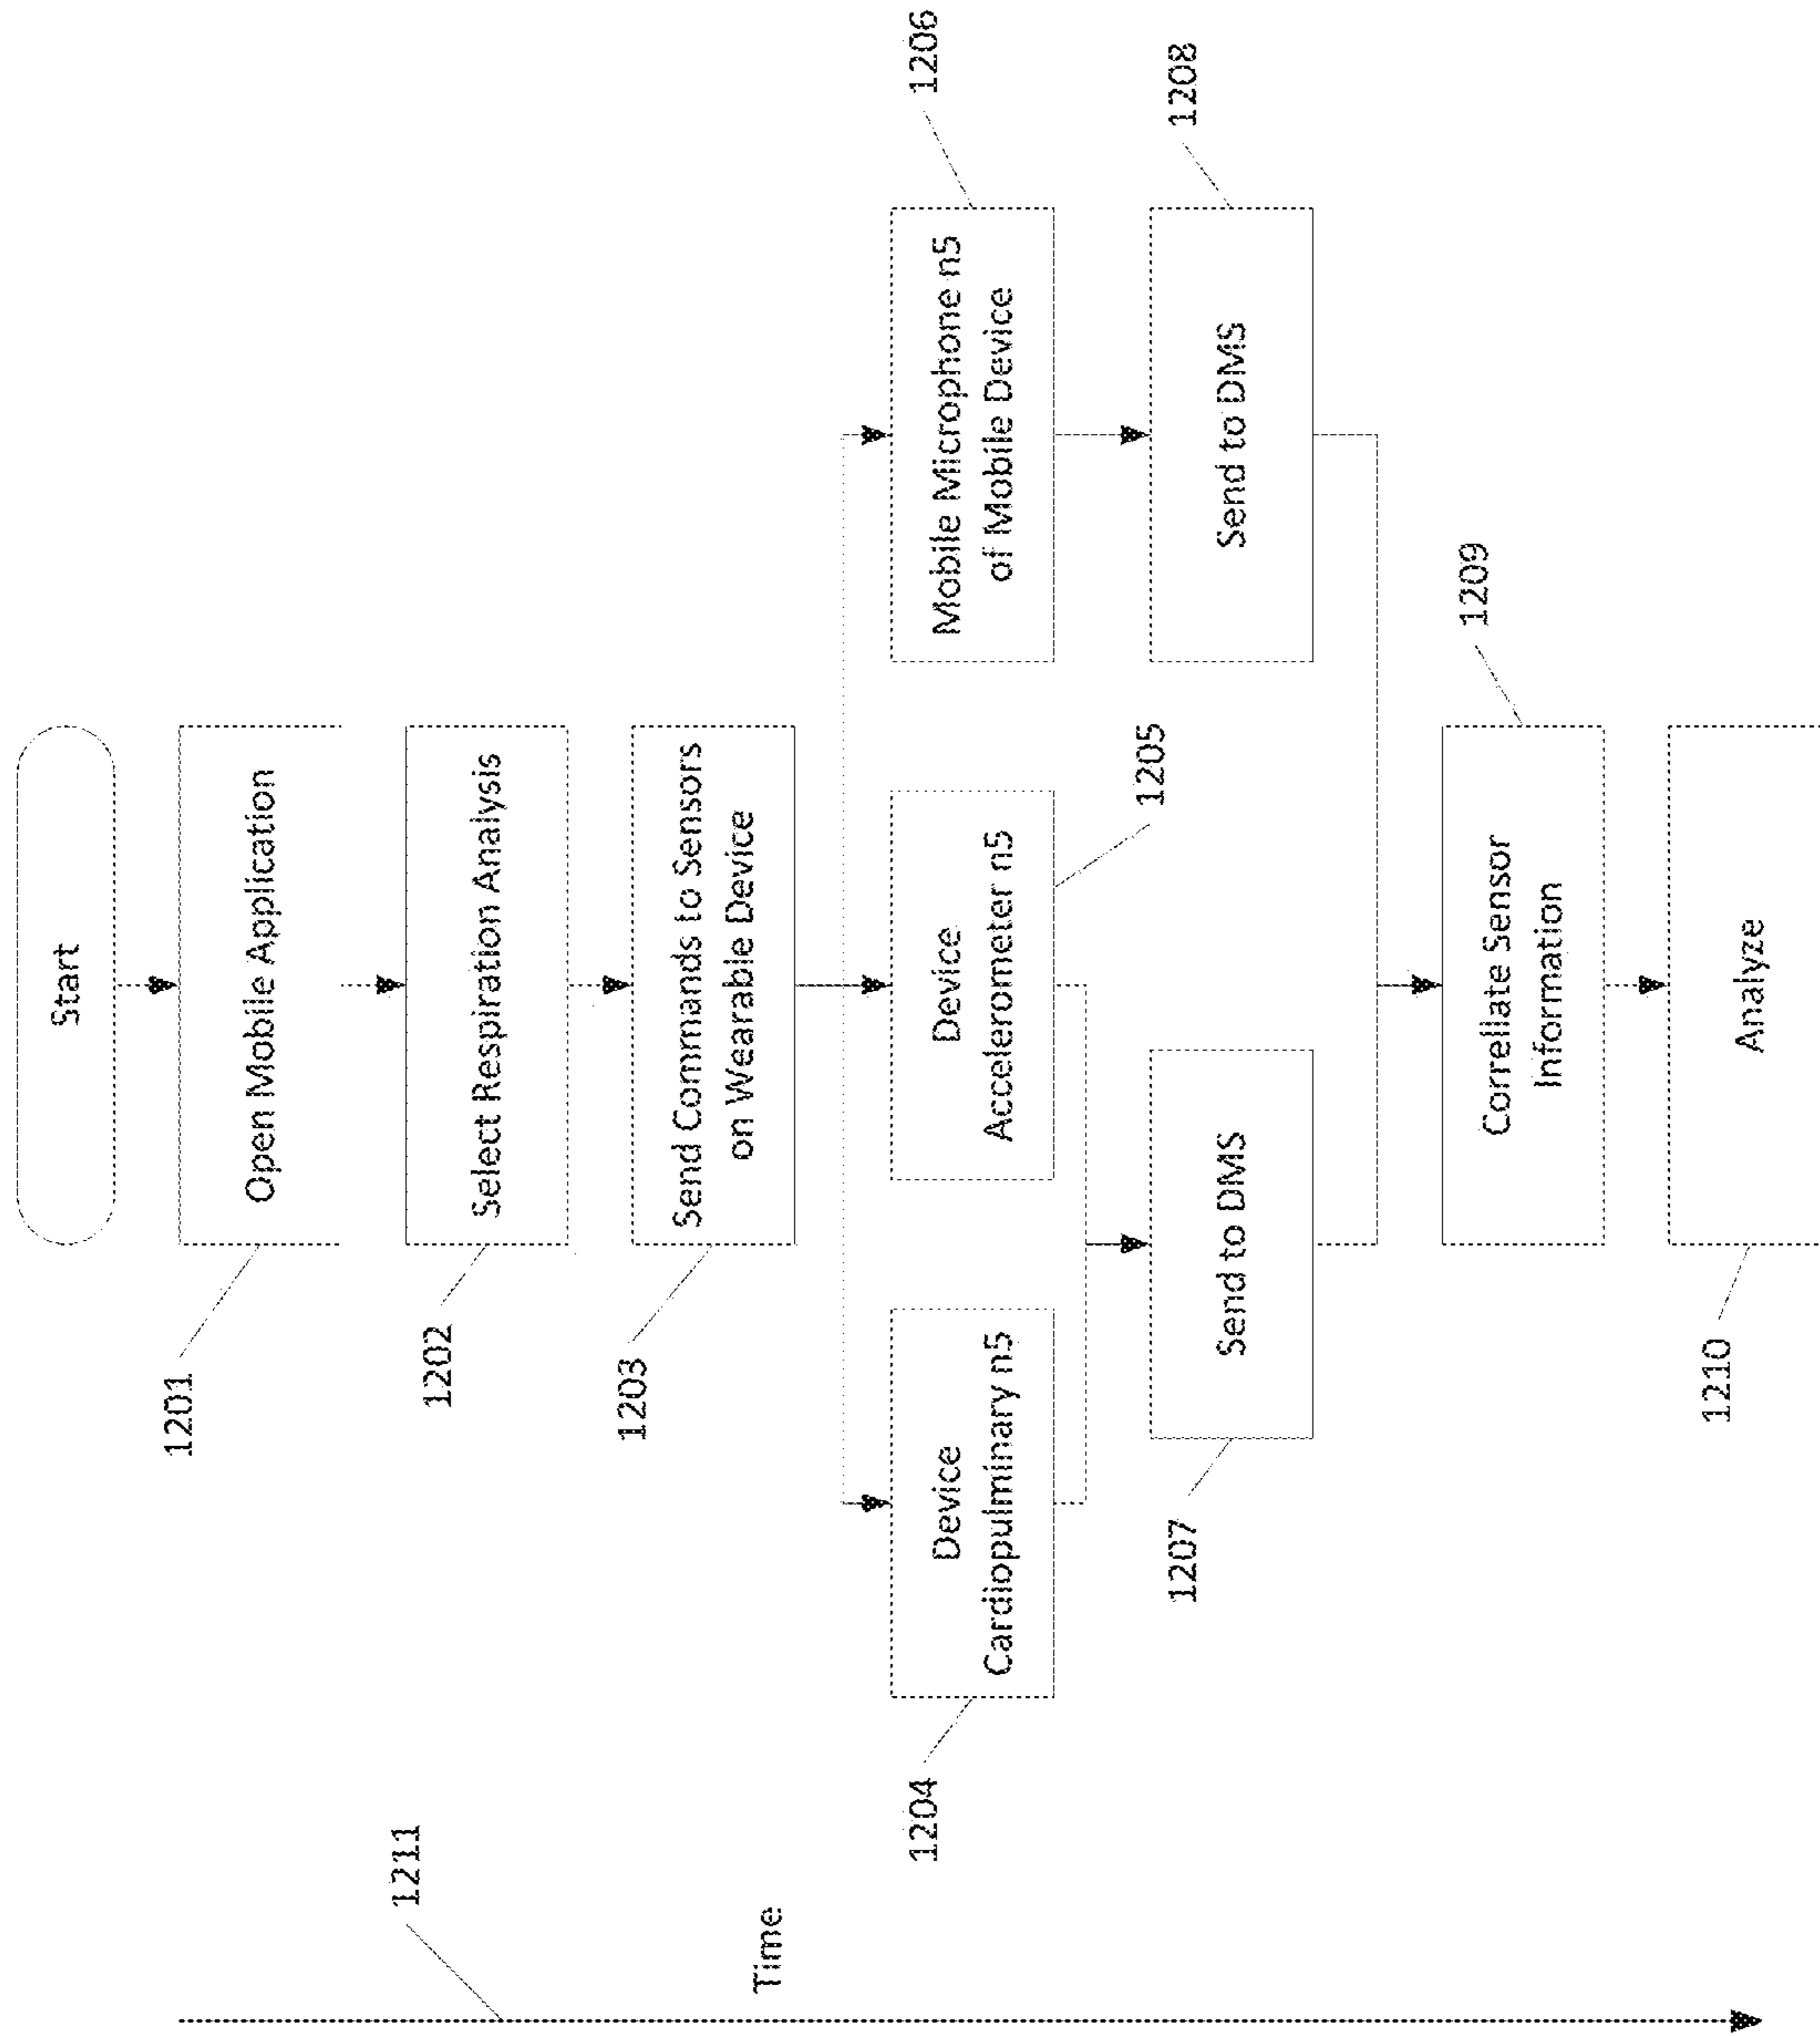 Start
Open Mobile Application
1201
Select Respiration Analysis
1202
Send Commands to Sensors
on Wearable Device
1203
Device
Cardiopulminary n5
1204
Device
Accelerometer n5
1205
Mobile Microphone n5
of Mobile Device
1206
Send to DMS
1207
Send to DMS
1208
Correllate Sensor
Information
1209
Analyze
1210
Time
1211